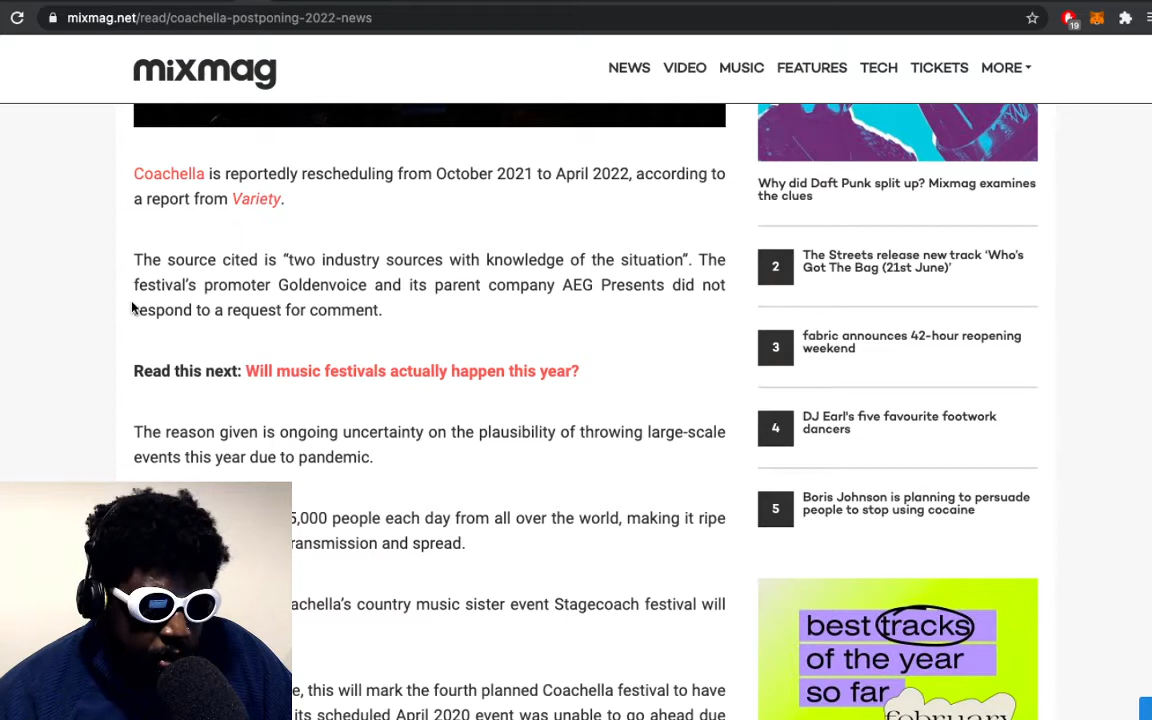 mixmag.net/read/coachella-postponing-2022-news
19
mixmag
NEWS VIDEO MUSIC FEATURES TECH TICKETS MORE
Coachella is reportedly rescheduling from October 2021 to April 2022, according to
a report from Variety.
The source cited is “two industry sources with knowledge of the situation”. The
festival’s promoter Goldenvoice and its parent company AEG Presents did not
respond to a request for comment.
Read this next: Will music festivals actually happen this year?
The reason given is ongoing uncertainty on the plausibility of throwing large-scale
events this year due to pandemic.
5,000 people each day from all over the world, making it ripe
ransmission and spread.
achella’s country music sister event Stagecoach festival will
e, this will mark the fourth planned Coachella festival to have
its scheduled April 2020 event was unable to go ahead due
Why did Daft Punk split up? Mixmag examines
the clues
2
The Streets release new track ‘Who’s
Got The Bag (21st June)’
3
fabric announces 42-hour reopening
weekend
4
DJ Earl's five favourite footwork
dancers
5
Boris Johnson is planning to persuade
people to stop using cocaine
best tracks
of the year
so far
february